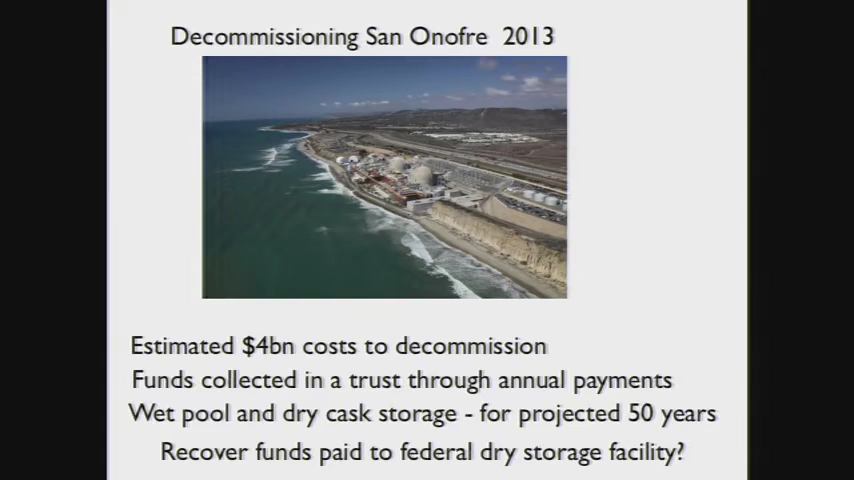 Decommissioning San Onofre 2013
Estimated $4bn costs to decommission
Funds collected in a trust through annual payments
Wet pool and dry cask storage - for projected 50 years
Recover funds paid to federal dry storage facility?